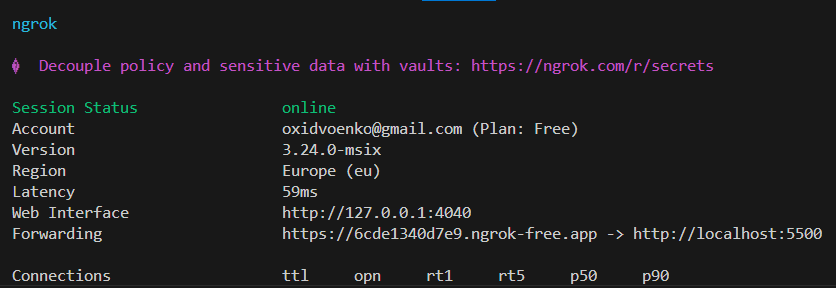 ngrok
Decouple policy and sensitive data with vaults: https://ngrok.com/r/secrets
Session Status online
Account oxidvoenko@gmail.com (Plan: Free)
Version 3.24.0-msix
Region Europe (eu)
Latency 59ms
Web Interface http://127.0.0.1:4040
Forwarding https://6cde1340d7e9.ngrok-free.app -> http://localhost:5500
Connections ttl opn rt1 rt5 p50 p90